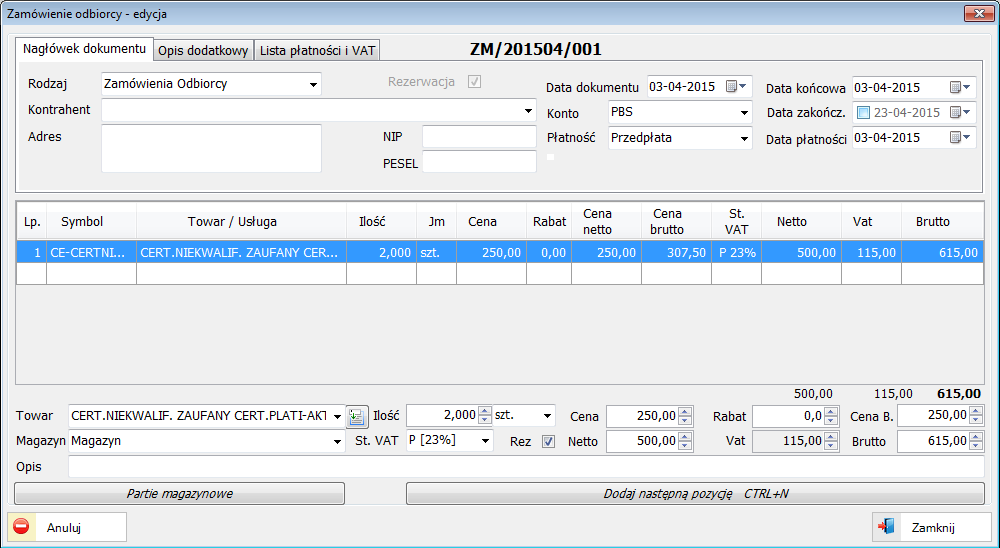 Zamówienie odbiorcy - edycja
Nagłówek dokumentu Opis dodatkowy Lista płatności i VAT ZM/201504/001
Rodzaj Zamówienia Odbiorcy Rezerwacja Data dokumentu 03-04-2015 Data końcowa 03-04-2015
Kontrahent Konto PBS Data zakończ. 23-04-2015
Adres NIP Płatność Przedpłata Data płatności 03-04-2015
PESEL
Lp. Symbol Towar / Usługa Ilość Jm Cena Rabat Cena netto Cena brutto St. VAT Netto Vat Brutto
1 CE-CERTNI... CERT.NIEKWALIF. ZAUFANY CER... 2,000 szt. 250,00 0,00 250,00 307,50 P 23% 500,00 115,00 615,00
500,00 115,00 615,00
Towar CERT.NIEKWALIF. ZAUFANY CERT.PLATI-AKT Ilość 2,000 szt. Cena 250,00 Rabat 0,0 Cena B. 250,00
Magazyn Magazyn St. VAT P [23%] Rez Netto 500,00 Vat 115,00 Brutto 615,00
Opis
Partie magazynowe Dodaj następną pozycję CTRL+N
Anuluj Zamknij